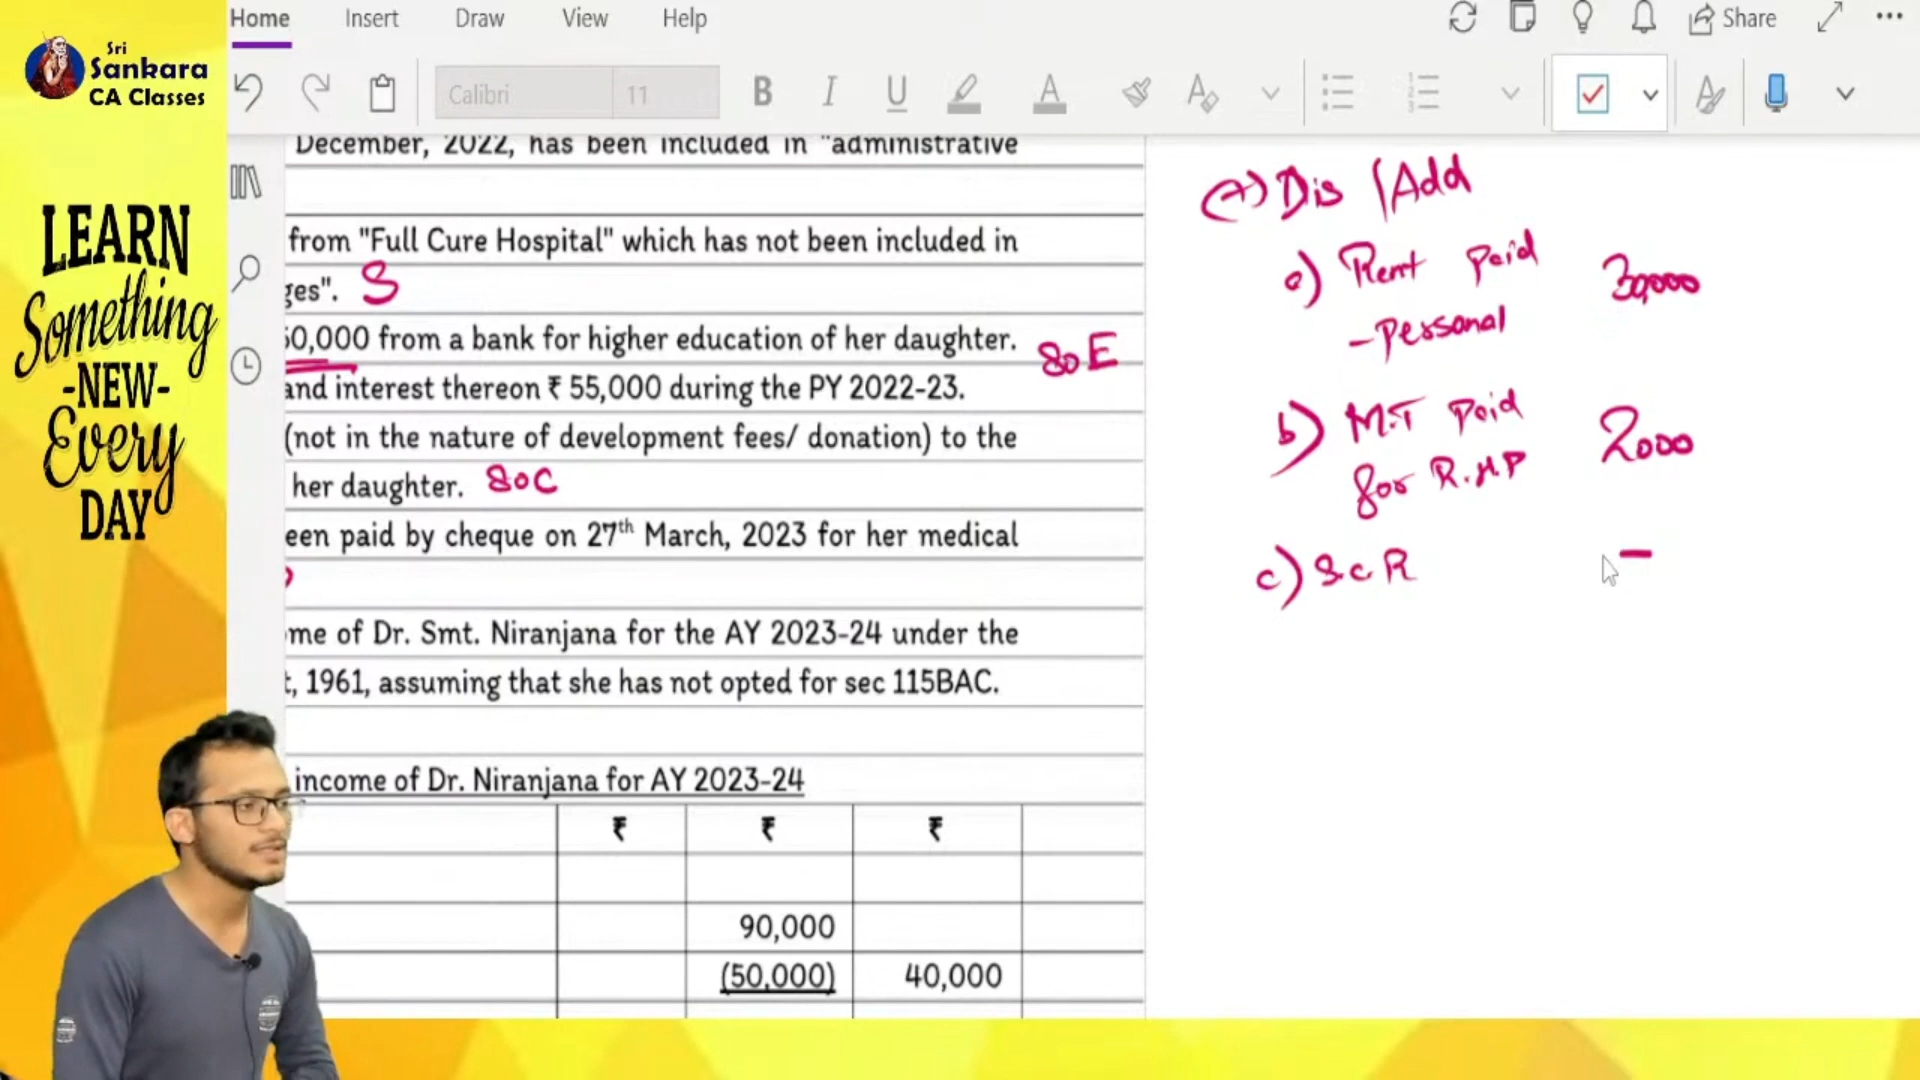 Sri
Sankara
CA Classes
LEARN
Something
-NEW-
Every
DAY
Home Insert Draw View Help Share
Calibri 11 B I U A
December, 2022, has been included in "administrative
from "Full Cure Hospital" which has not been included in
ges". S
50,000 from a bank for higher education of her daughter.
80E
and interest thereon ₹ 55,000 during the PY 2022-23.
(not in the nature of development fees/ donation) to the
her daughter. 80C
een paid by cheque on 27th March, 2023 for her medical
me of Dr. Smt. Niranjana for the AY 2023-24 under the
t, 1961, assuming that she has not opted for sec 115BAC.
income of Dr. Niranjana for AY 2023-24
₹ ₹ ₹
90,000
(50,000) 40,000
Dis / Add
a) Rent Paid 30,000
- Personal
b) M.T Paid 2000
for R.H.P
c) S.C.R -